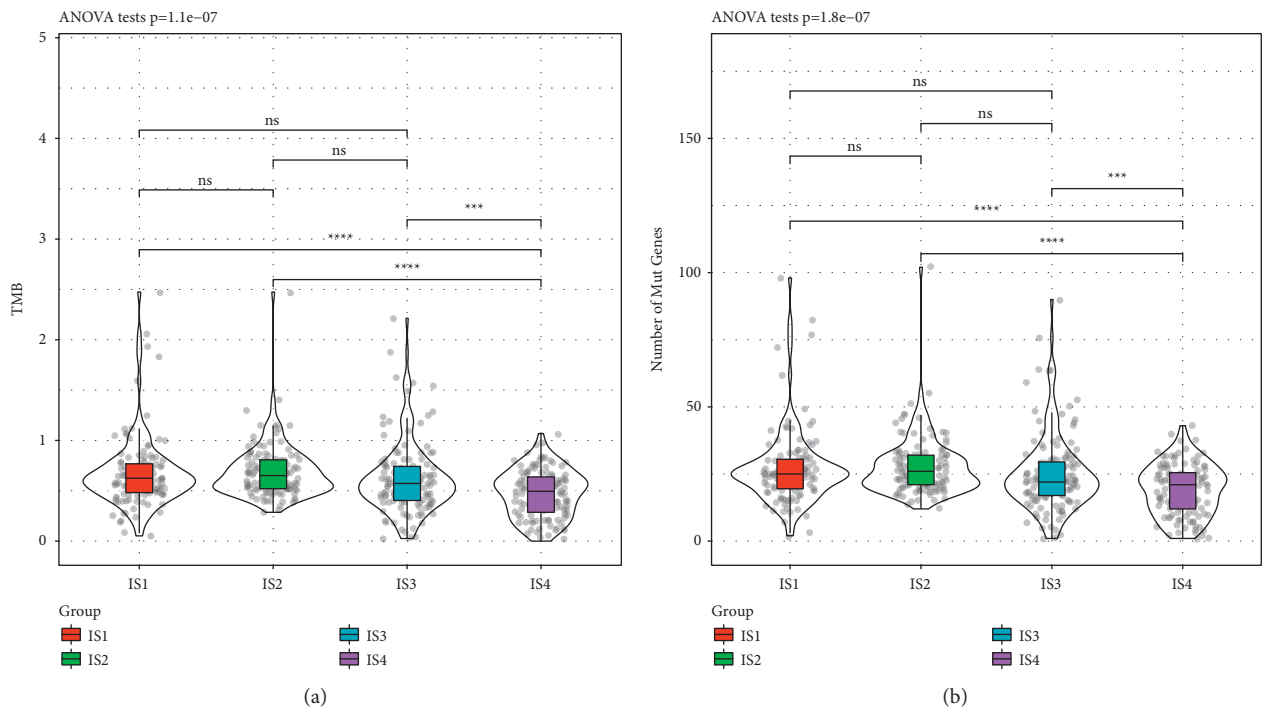 ANOVA tests p=1.1e−07
5
4
3
2
1
0
TMB
ns
ns
ns
***
****
****
IS1 IS2 IS3 IS4
Group
IS1 IS3
IS2 IS4
(a)
ANOVA tests p=1.8e−07
150
100
50
0
Number of Mut Genes
ns
ns
ns
***
****
****
IS1 IS2 IS3 IS4
Group
IS1 IS3
IS2 IS4
(b)